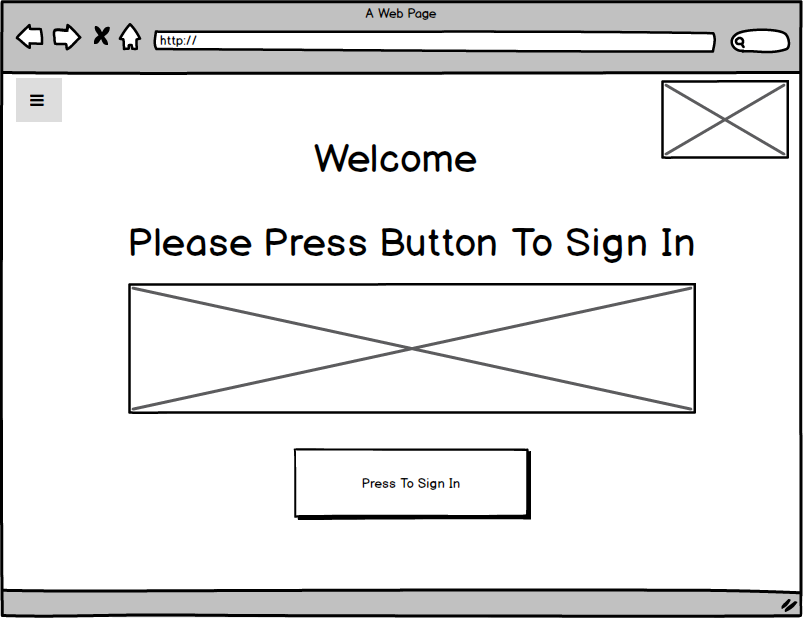 A Web Page
http://
Welcome
Please Press Button To Sign In
Press To Sign In